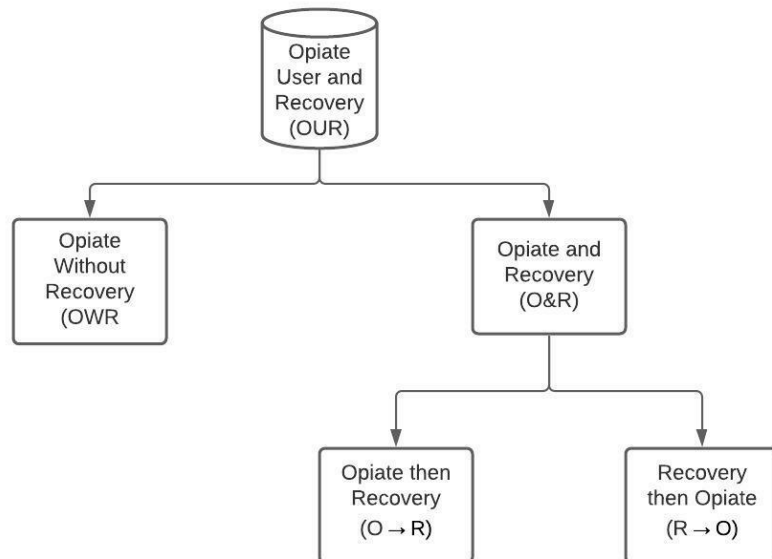 Opiate
User and
Recovery
(OUR)
Opiate
Without
Recovery
(OWR
Opiate and
Recovery
(O&R)
Opiate then
Recovery
(O → R)
Recovery
then Opiate
(R → O)